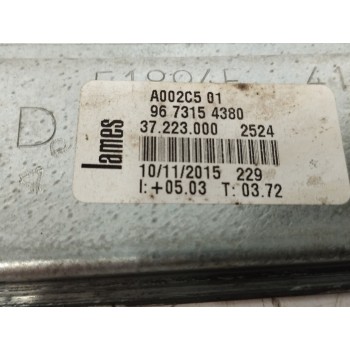 A002C5 01
96 7315 4380
37.223.000 2524
lames
10/11/2015 229
I: +05.03 T: 03.72
D